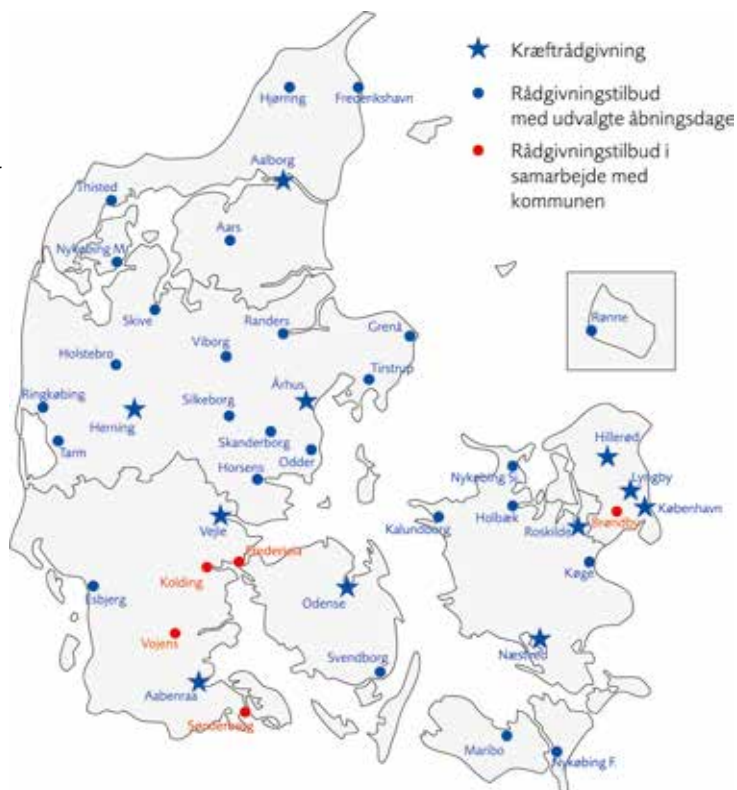 Kræftrådgivning
Rådgivningstilbud
med udvalgte åbningsdage
Rådgivningstilbud i
samarbejde med
kommunen
Hjørring
Frederikshavn
Aalborg
Thisted
Aars
Nykøbing M
Skive
Randers
Grenå
Viborg
Holstebro
Tirstrup
Ringkøbing
Århus
Silkeborg
Herning
Skanderborg
Tarm
Odder
Horsens
Rønne
Hillerød
Nykøbing Sj.
Lyngby
København
Holbæk
Kalundborg
Roskilde
Brøndby
Vejle
Fredericia
Kolding
Køge
Esbjerg
Odense
Vojens
Næstved
Svendborg
Aabenraa
Sønderborg
Maribo
Nykøbing F.